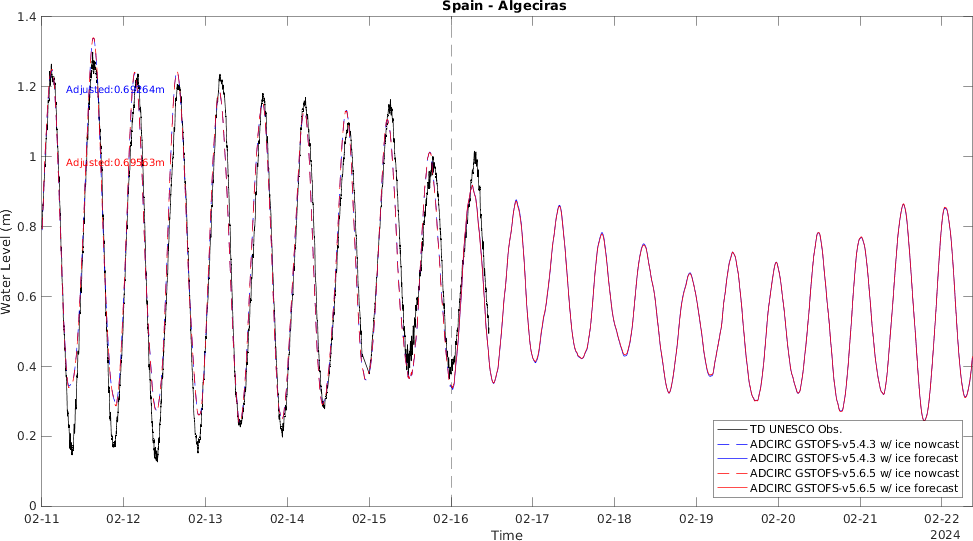 Spain - Algeciras
1.4
1.2
1
0.8
0.6
0.4
0.2
0
Water Level (m)
Adjusted:0.69264m
Adjusted:0.69563m
TD UNESCO Obs.
ADCIRC GSTOFS-v5.4.3 w/ ice nowcast
ADCIRC GSTOFS-v5.4.3 w/ ice forecast
ADCIRC GSTOFS-v5.6.5 w/ ice nowcast
ADCIRC GSTOFS-v5.6.5 w/ ice forecast
02-11 02-12 02-13 02-14 02-15 02-16 02-17 02-18 02-19 02-20 02-21 02-22
Time
2024